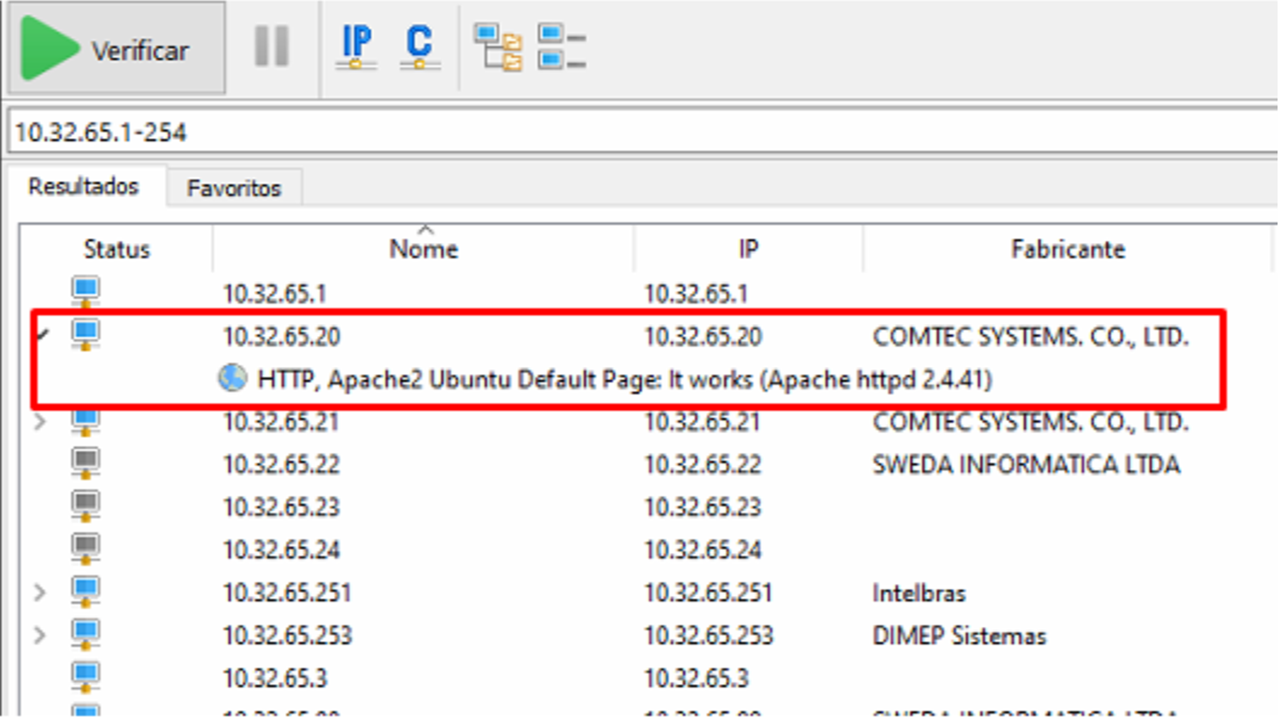 Verificar IP C
10.32.65.1-254
Resultados Favoritos
Status Nome IP Fabricante
10.32.65.1 10.32.65.1
10.32.65.20 10.32.65.20 COMTEC SYSTEMS. CO., LTD.
HTTP, Apache2 Ubuntu Default Page: It works (Apache httpd 2.4.41)
10.32.65.21 10.32.65.21 COMTEC SYSTEMS. CO., LTD.
10.32.65.22 10.32.65.22 SWEDA INFORMATICA LTDA
10.32.65.23 10.32.65.23
10.32.65.24 10.32.65.24
10.32.65.251 10.32.65.251 Intelbras
10.32.65.253 10.32.65.253 DIMEP Sistemas
10.32.65.3 10.32.65.3